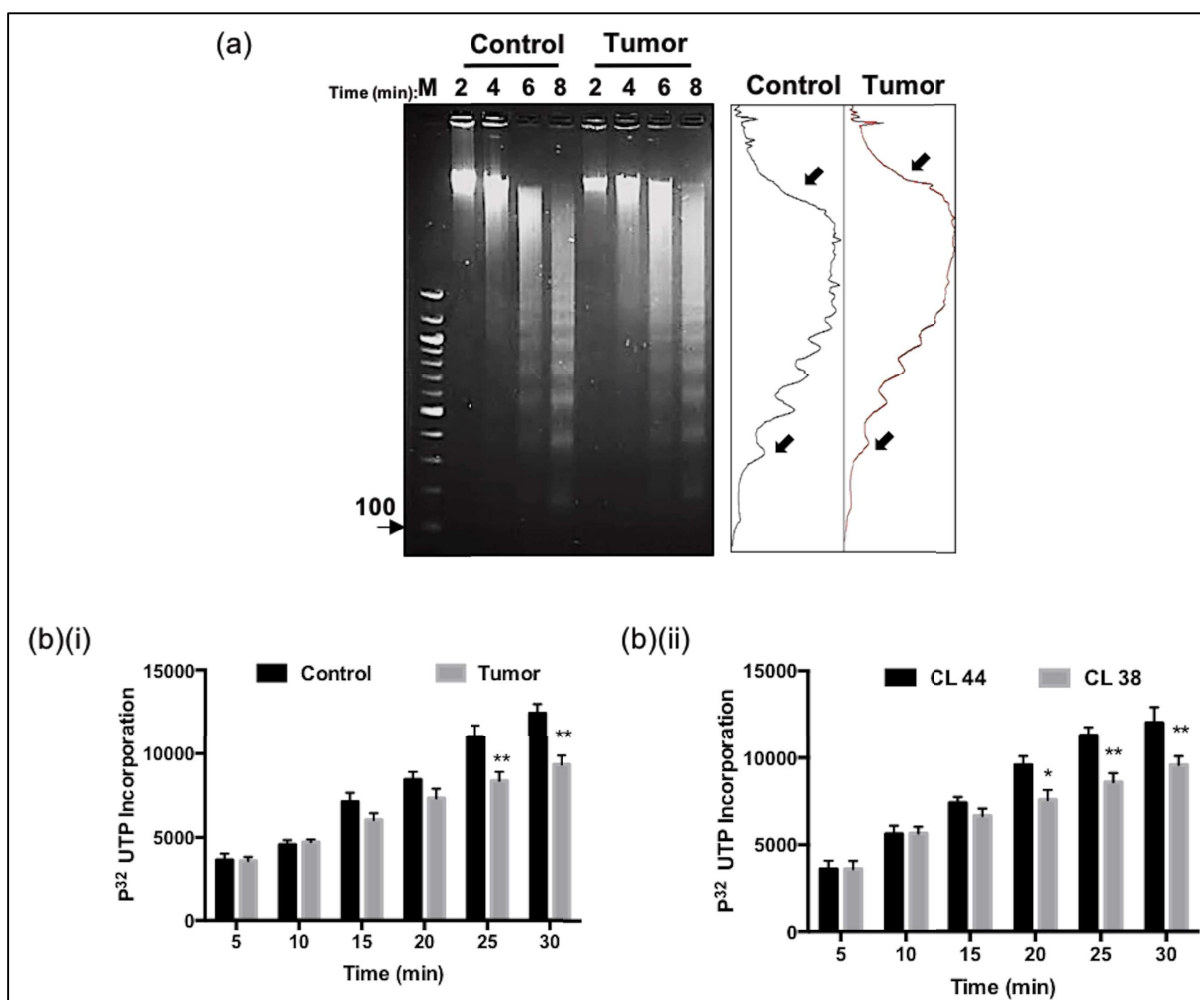 (a)
Control Tumor
Time (min): M 2 4 6 8 2 4 6 8
Control Tumor
100
(b)(i)
Control Tumor
P32 UTP Incorporation
15000
10000
5000
0
5 10 15 20 25 30
Time (min)
** **
(b)(ii)
CL 44 CL 38
P32 UTP Incorporation
15000
10000
5000
0
5 10 15 20 25 30
Time (min)
* ** **